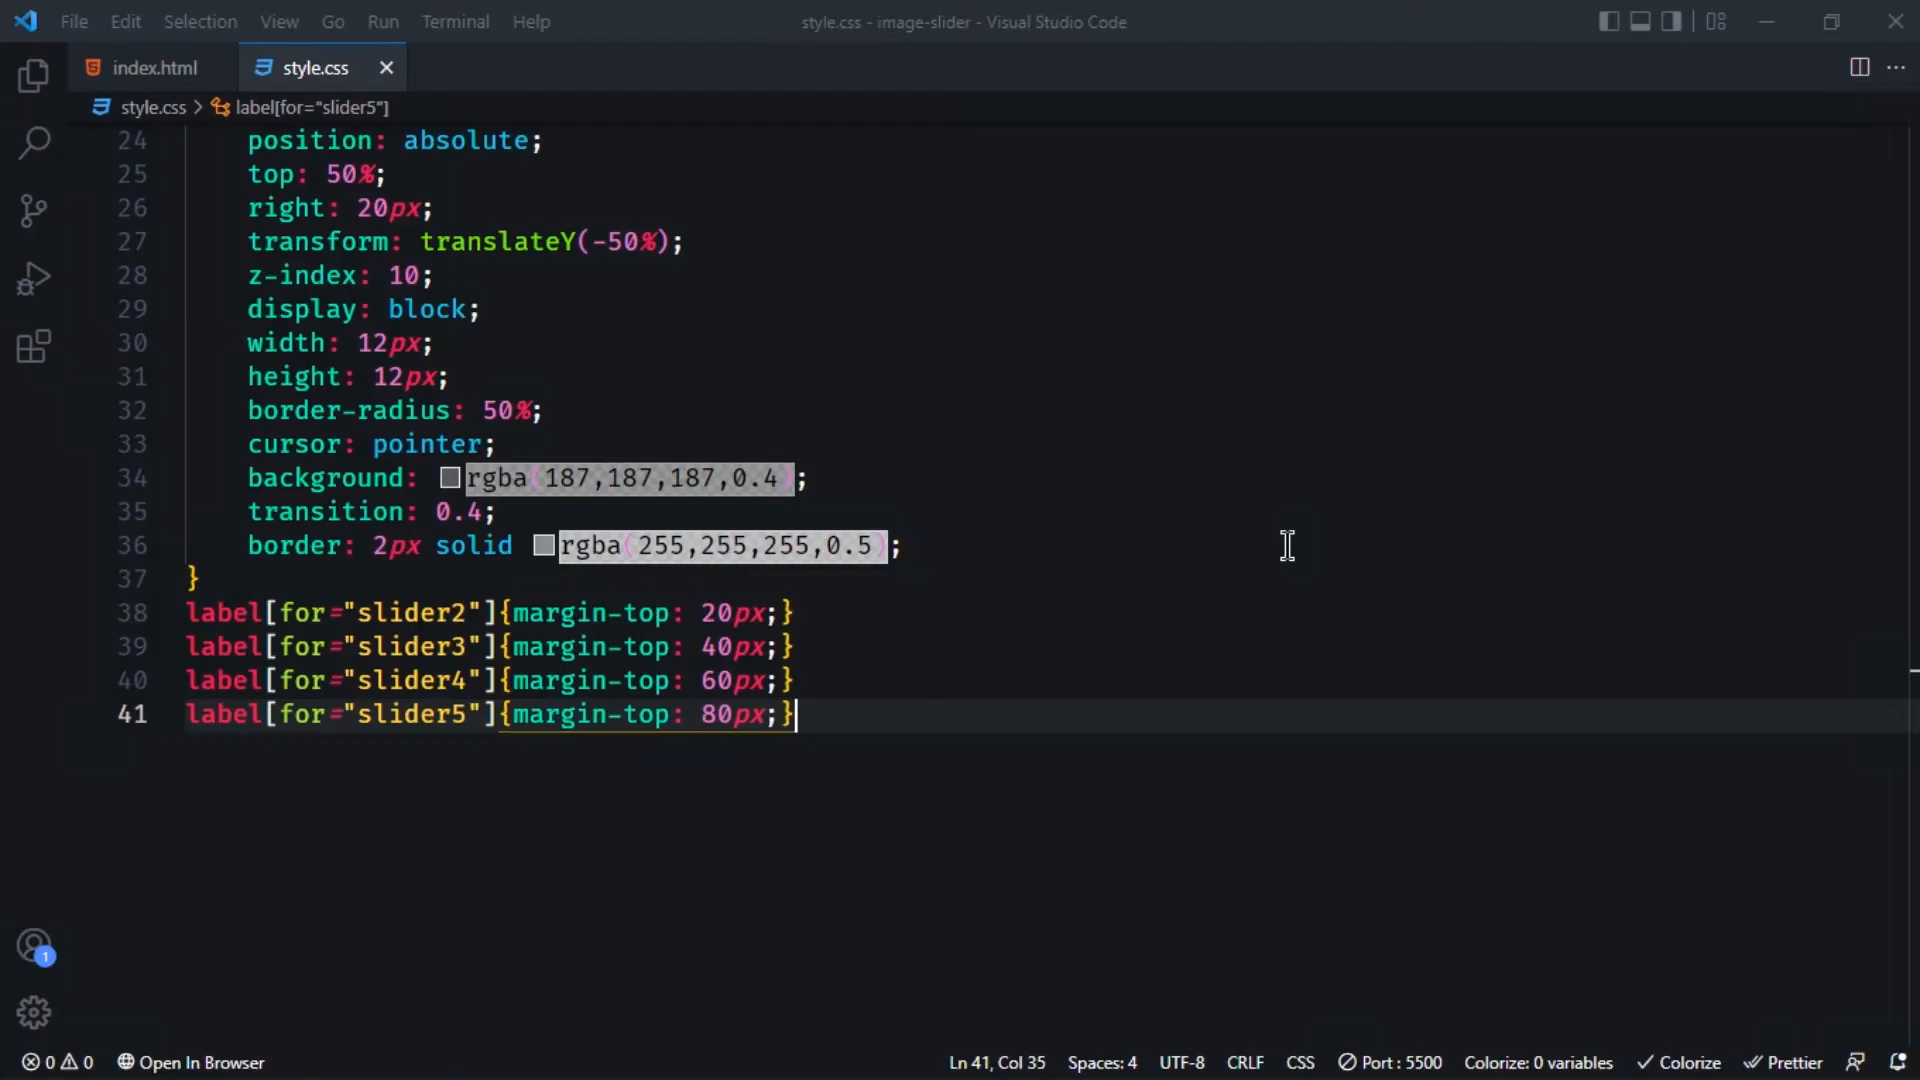 File Edit Selection View Go Run Terminal Help style.css - image-slider - Visual Studio Code
index.html style.css
style.css > label[for="slider5"]
24 position: absolute;
25 top: 50%;
26 right: 20px;
27 transform: translateY(-50%);
28 z-index: 10;
29 display: block;
30 width: 12px;
31 height: 12px;
32 border-radius: 50%;
33 cursor: pointer;
34 background: rgba(187,187,187,0.4);
35 transition: 0.4;
36 border: 2px solid rgba(255,255,255,0.5);
37 }
38 label[for="slider2"]{margin-top: 20px;}
39 label[for="slider3"]{margin-top: 40px;}
40 label[for="slider4"]{margin-top: 60px;}
41 label[for="slider5"]{margin-top: 80px;}
1
0 0 Open In Browser Ln 41, Col 35 Spaces: 4 UTF-8 CRLF CSS Port : 5500 Colorize: 0 variables Colorize Prettier